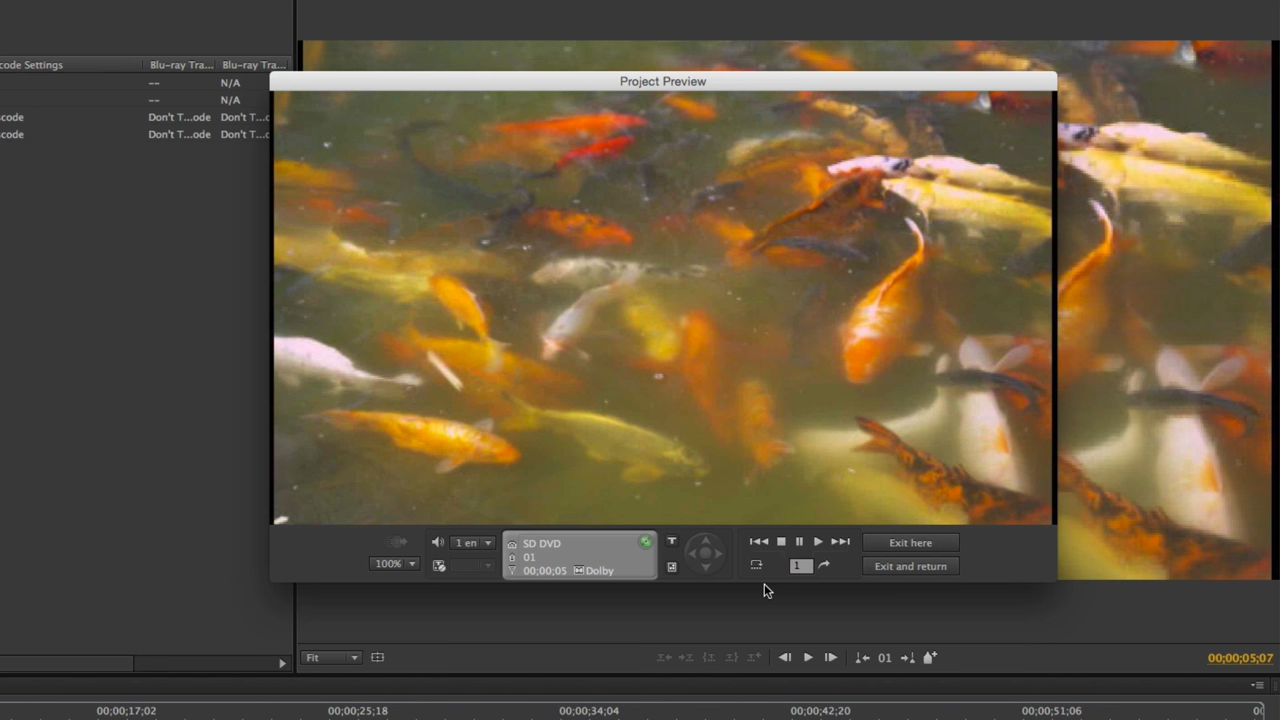 code Settings Blu-ray Tra... Blu-ray Tra...
-- N/A
-- N/A
code Don't T...ode Don't T...o
code Don't T...ode Don't T...o
Project Preview
100%
1 en
SD DVD
01
00;00;05 Dolby
T
1
Exit here
Exit and return
Fit
01
00;00;05;07
00;00;17;02 00;00;25;18 00;00;34;04 00;00;42;20 00;00;51;06 0